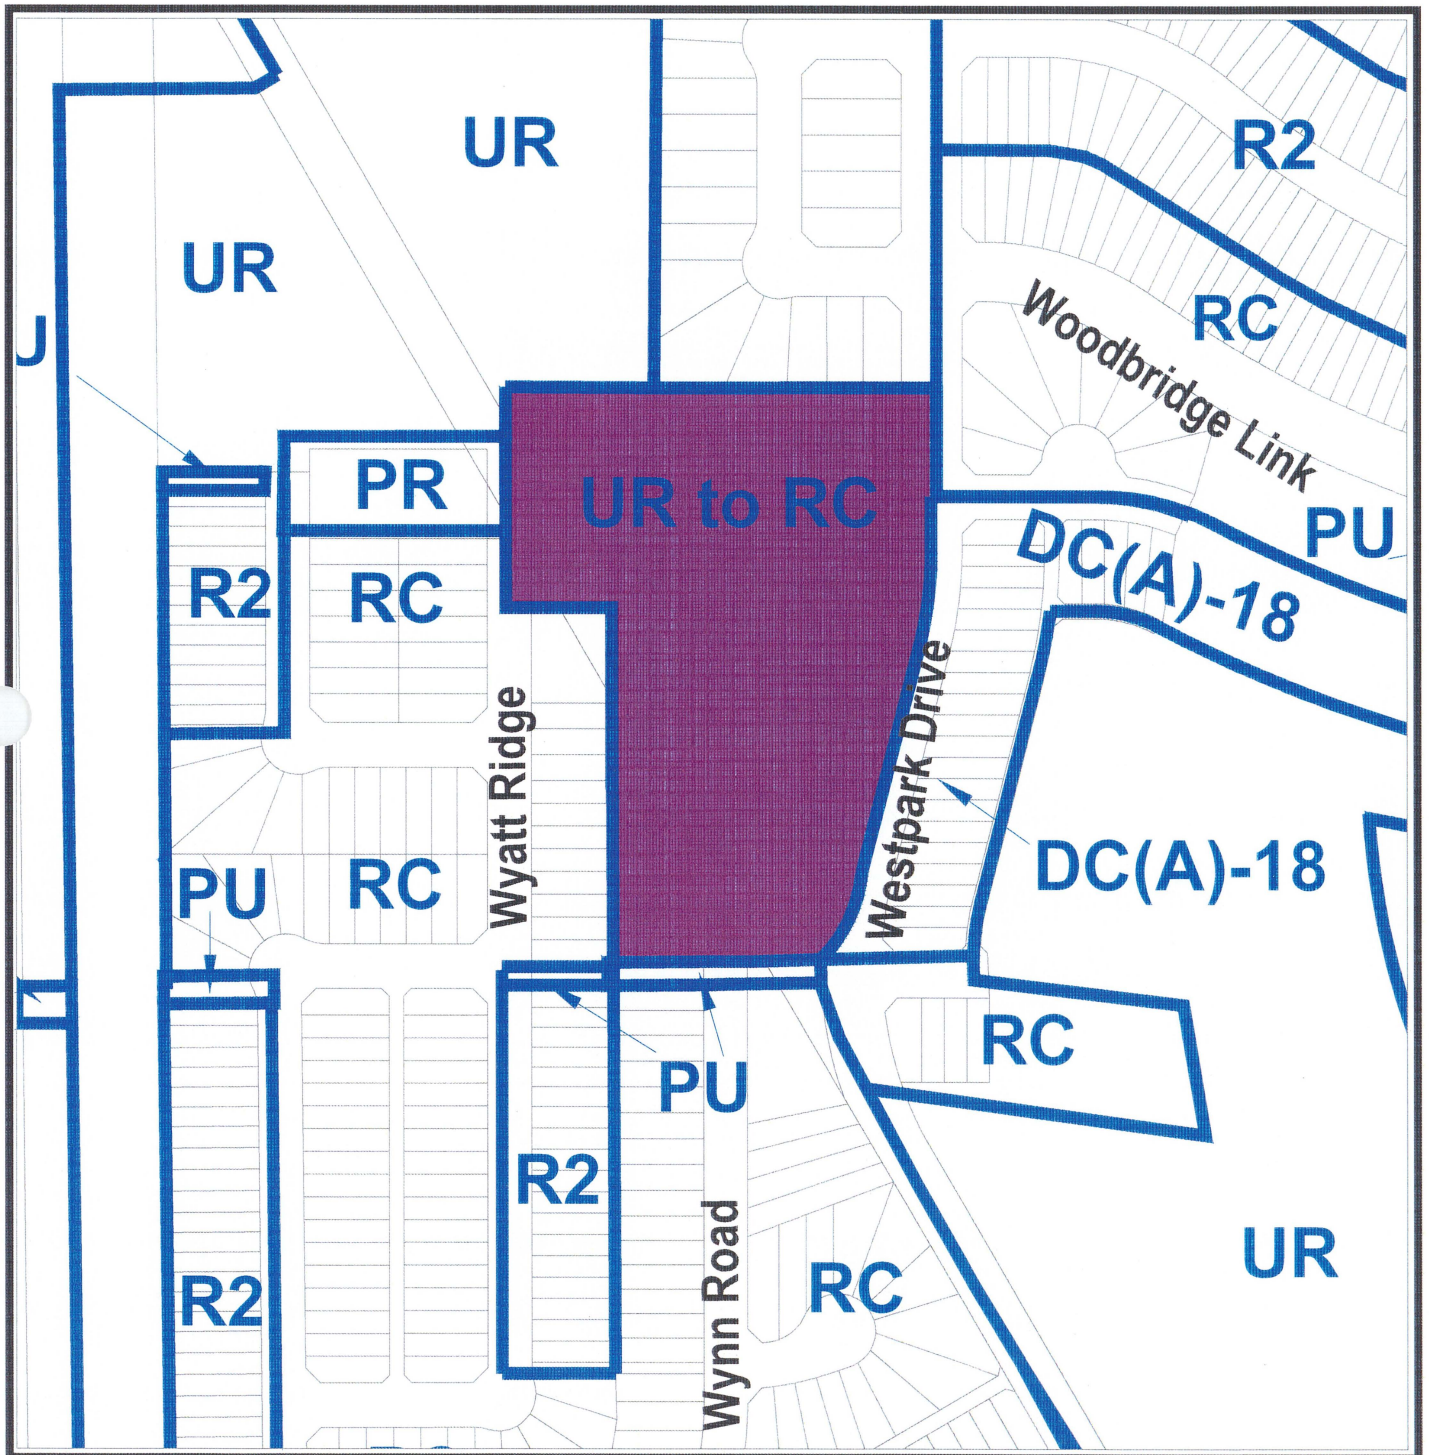 UR
R2
UR
RC
U
Woodbridge Link
PR
UR to RC
PU
DC(A)-18
R2
RC
Wyatt Ridge
Westpark Drive
DC(A)-18
PU
RC
RC
PU
R2
Wynn Road
UR
R2
RC